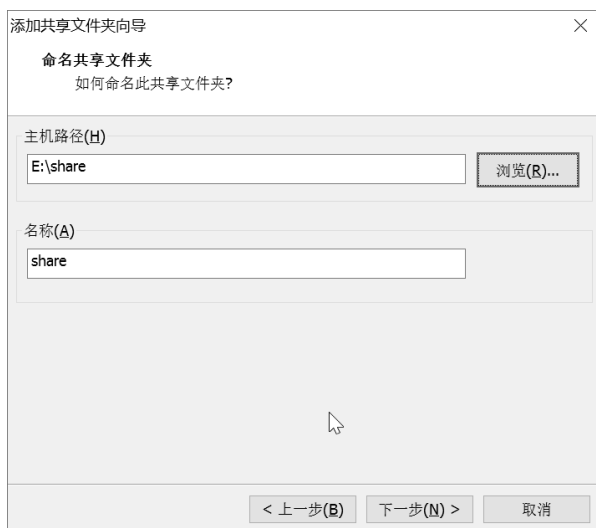 添加共享文件夹向导
命名共享文件夹
如何命名此共享文件夹?
主机路径(H)
E:\share
浏览(R)...
名称(A)
share
< 上一步(B) 下一步(N) > 取消